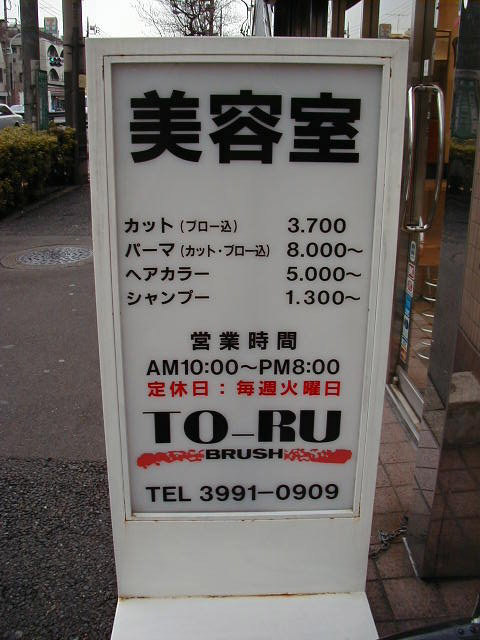 美容室
カット(ブロー込) 3.700
パーマ(カット・ブロー込) 8.000～
ヘアカラー 5.000～
シャンプー 1.300～
営業時間
AM10:00～PM8:00
定休日:毎週火曜日
TO-RU
BRUSH
TEL 3991-0909